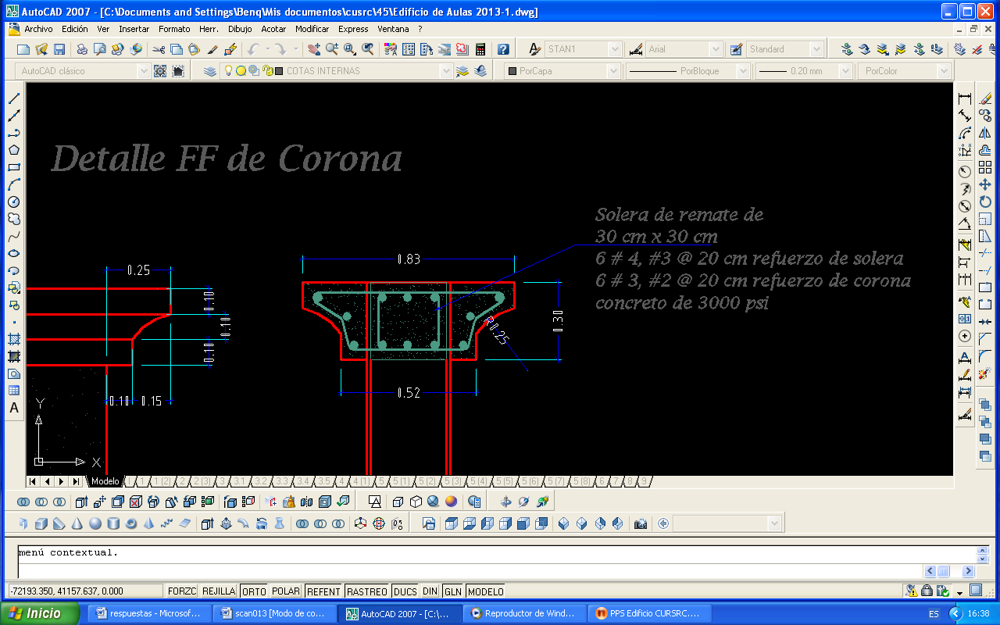 AutoCAD 2007 - [C:\Documents and Settings\Benq\Mis documentos\cusrc\45\Edificio de Aulas 2013-1.dwg]
Archivo Edición Ver Insertar Formato Herr. Dibujo Acotar Modificar Express Ventana ?
STAN1 Arial Standard
AutoCAD clásico COTAS INTERNAS PorCapa PorBloque 0.20 mm PorColor
Detalle FF de Corona
Solera de remate de
30 cm x 30 cm
6 # 4, #3 @ 20 cm refuerzo de solera
6 # 3, #2 @ 20 cm refuerzo de corona
concreto de 3000 psi
0.83
0.25
0.10
0.10
0.10
0.30
R0.25
0.52
0.10 0.15
Y
X
Modelo 1 1 (2) 2 2 (3) 3 3.1 3.2 3.3 3.4 3.5 4 4 (1) 5 5 (1) 5 (2) 5 (3) 5 (4) 5 (5) 5 (6) 5 (7) 5 (8) 6 7 8 9
menú contextual.
-72193.350, 41157.637, 0.000 FORZC REJILLA ORTO POLAR REFENT RASTREO DUCS DIN GLN MODELO
Inicio respuestas - Microsof... scan013 [Modo de co... AutoCAD 2007 - [C:\... Reproductor de Wind... PPS Edificio CURSRC.... ES 16:38